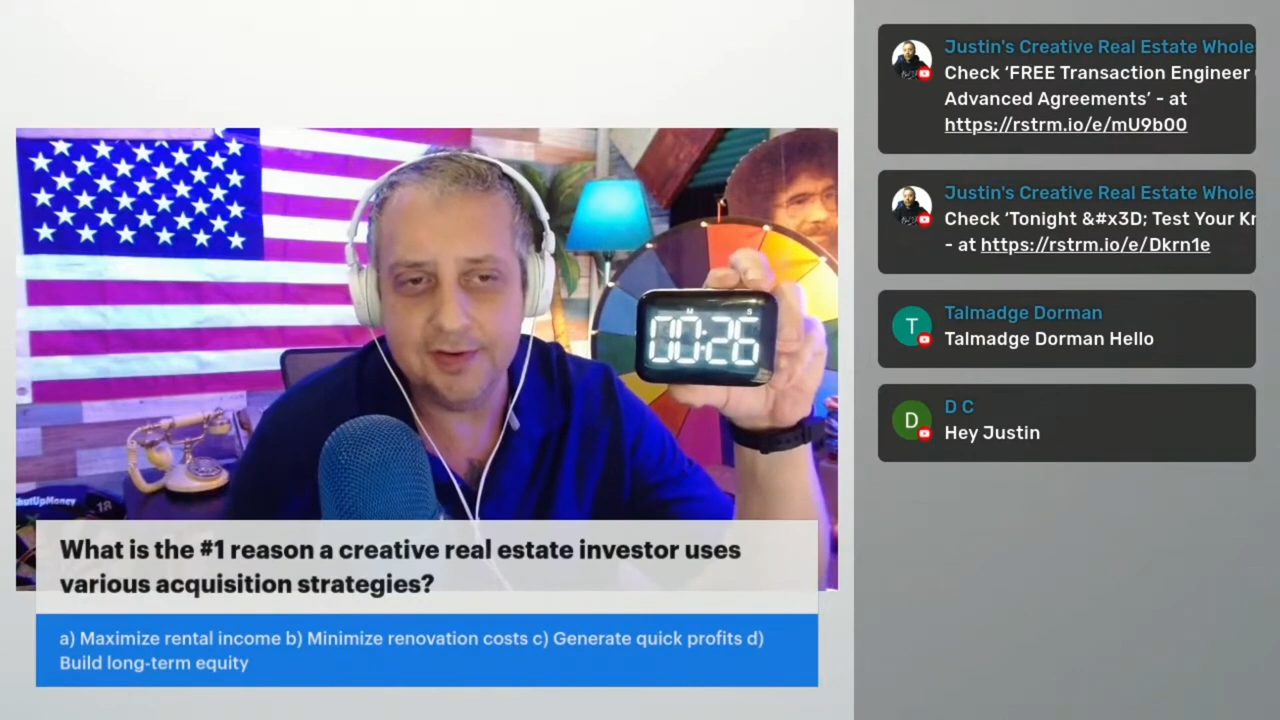 00:26
M S
ShutUpMoney
18
What is the #1 reason a creative real estate investor uses
various acquisition strategies?
a) Maximize rental income b) Minimize renovation costs c) Generate quick profits d)
Build long-term equity
Justin's Creative Real Estate Whole
Check ‘FREE Transaction Engineer
Advanced Agreements’ - at
https://rstrm.io/e/mU9b00
Justin's Creative Real Estate Whole
Check ‘Tonight &#x3D; Test Your Kn
- at https://rstrm.io/e/Dkrn1e
T
Talmadge Dorman
Talmadge Dorman Hello
D
D C
Hey Justin